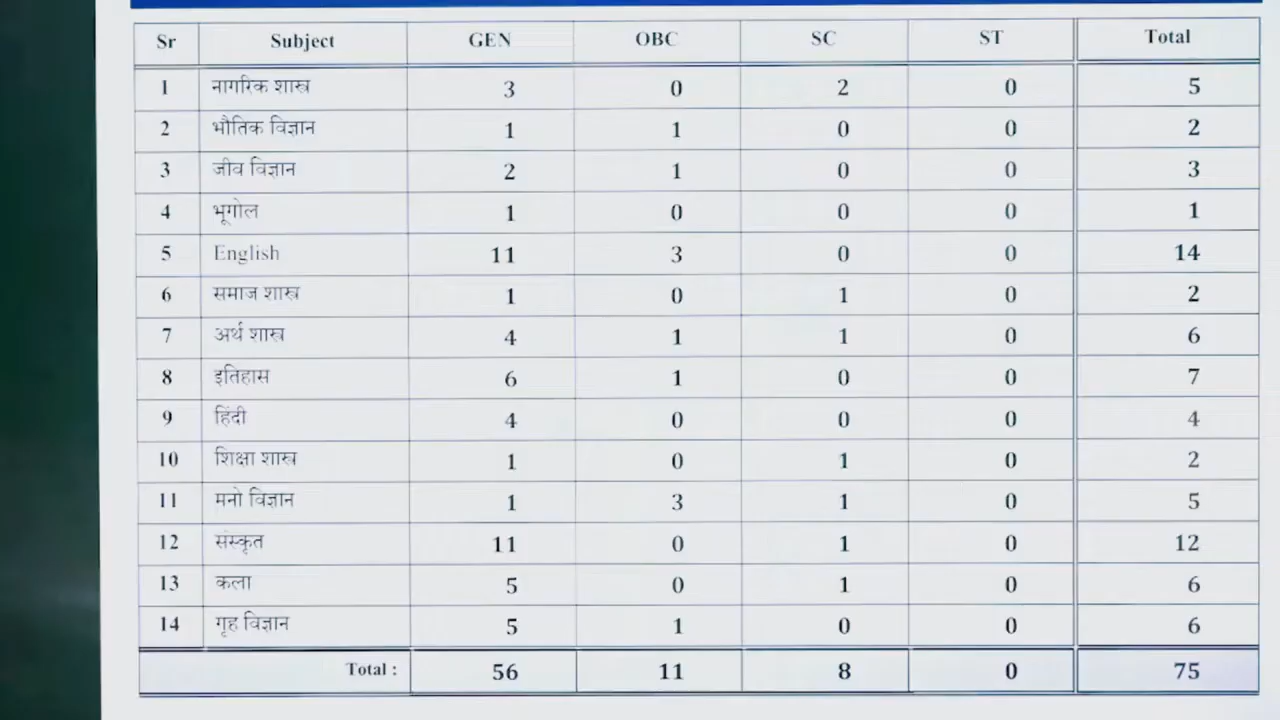 Sr Subject GEN OBC SC ST Total
1 नागरिक शास्त्र 3 0 2 0 5
2 भौतिक विज्ञान 1 1 0 0 2
3 जीव विज्ञान 2 1 0 0 3
4 भूगोल 1 0 0 0 1
5 English 11 3 0 0 14
6 समाज शास्त्र 1 0 1 0 2
7 अर्थ शास्त्र 4 1 1 0 6
8 इतिहास 6 1 0 0 7
9 हिंदी 4 0 0 0 4
10 शिक्षा शास्त्र 1 0 1 0 2
11 मनो विज्ञान 1 3 1 0 5
12 संस्कृत 11 0 1 0 12
13 कला 5 0 1 0 6
14 गृह विज्ञान 5 1 0 0 6
Total : 56 11 8 0 75